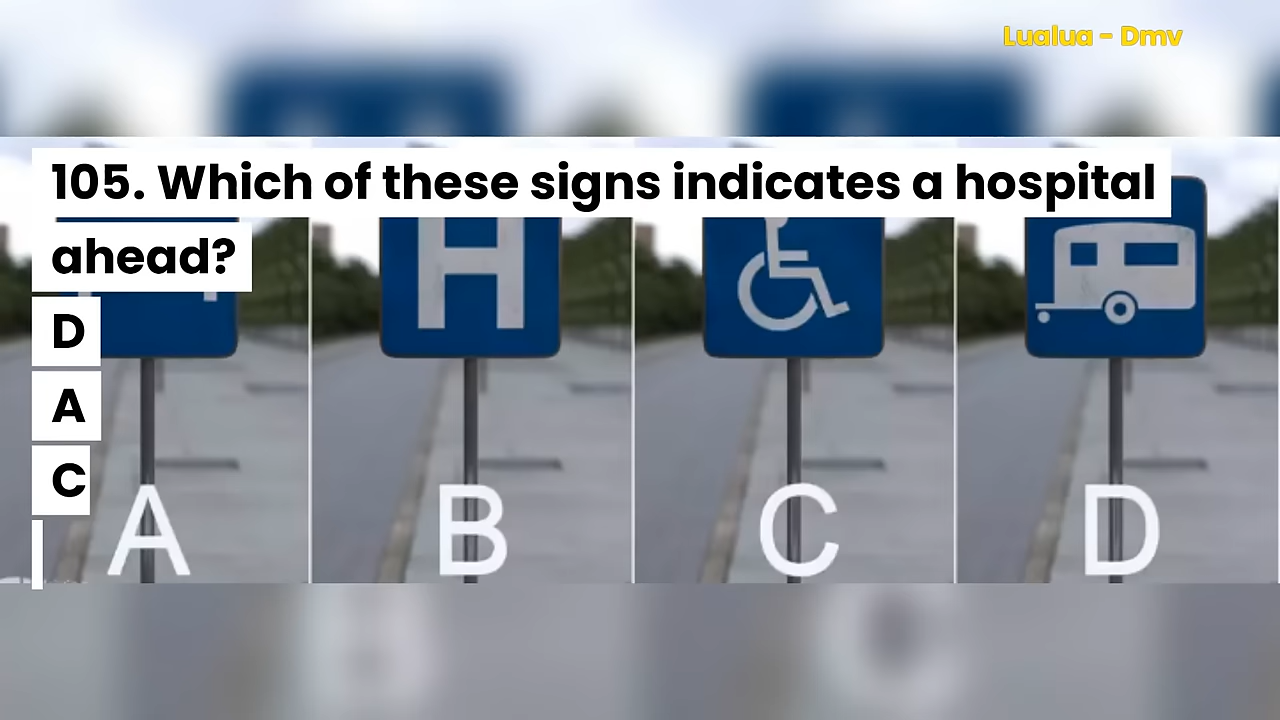 Lualua - Dmv
105. Which of these signs indicates a hospital
ahead?
D
A
C
H
A B C D